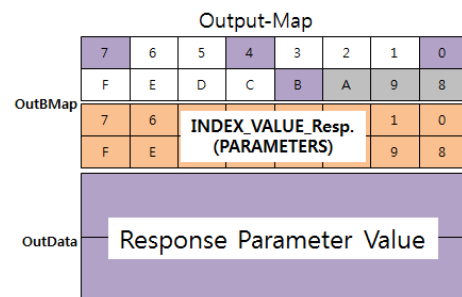 Output-Map
7 6 5 4 3 2 1 0
F E D C B A 9 8
OutBMap
7 6 1 0
INDEX_VALUE_Resp.
(PARAMETERS)
F E 9 8
OutData
Response Parameter Value